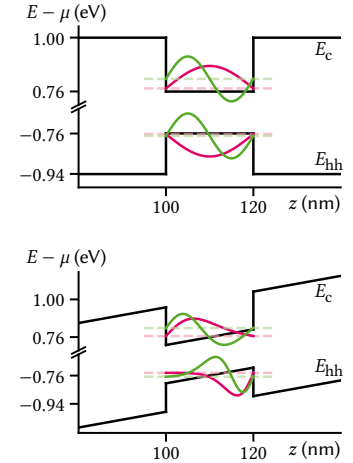 E − μ (eV)
1.00
E_c
0.76
−0.76
E_hh
−0.94
100 120 z (nm)
E − μ (eV)
1.00
E_c
0.76
−0.76
E_hh
−0.94
100 120 z (nm)